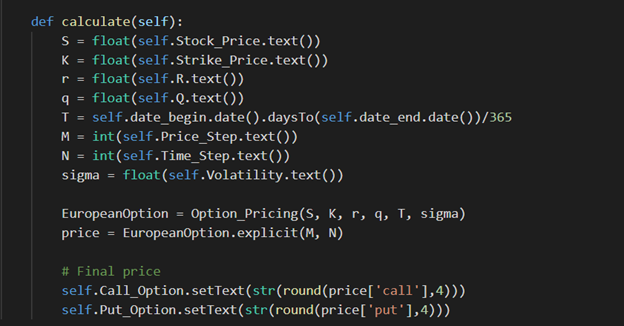 def calculate(self):
S = float(self.Stock_Price.text())
K = float(self.Strike_Price.text())
r = float(self.R.text())
q = float(self.Q.text())
T = self.date_begin.date().daysTo(self.date_end.date())/365
M = int(self.Price_Step.text())
N = int(self.Time_Step.text())
sigma = float(self.Volatility.text())
EuropeanOption = Option_Pricing(S, K, r, q, T, sigma)
price = EuropeanOption.explicit(M, N)
# Final price
self.Call_Option.setText(str(round(price['call'],4)))
self.Put_Option.setText(str(round(price['put'],4)))